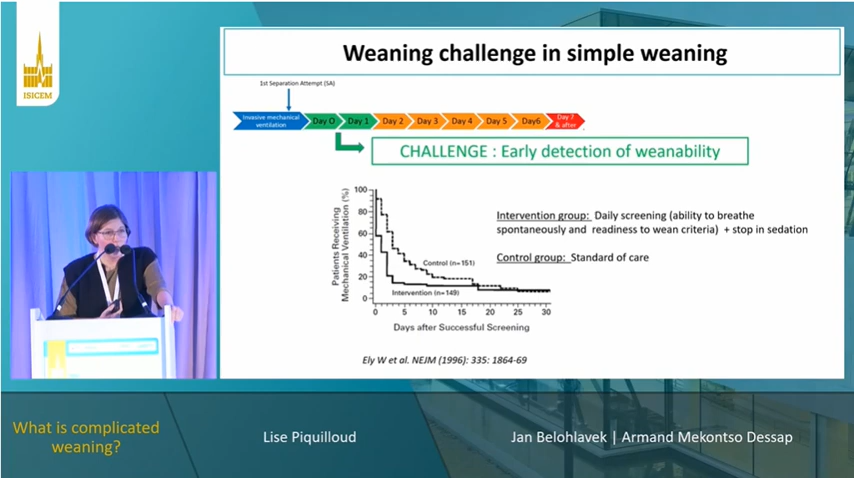 ISICEM
Weaning challenge in simple weaning
1st Separation Attempt (SA)
Invasive mechanical
ventilation
Day O
Day 1
Day 2
Day 3
Day 4
Day 5
Day6
Day 7
& after
CHALLENGE : Early detection of weanability
Patients Receiving
Mechanical Ventilation (%)
100
80
60
40
20
0
Control (n=151)
Intervention (n=149)
0
5
10
15
20
25
30
Days after Successful Screening
Intervention group: Daily screening (ability to breathe
spontaneously and readiness to wean criteria) + stop in sedation
Control group: Standard of care
Ely W et al. NEJM (1996): 335: 1864-69
What is complicated
weaning?
Lise Piquilloud
Jan Belohlavek | Armand Mekontso Dessap